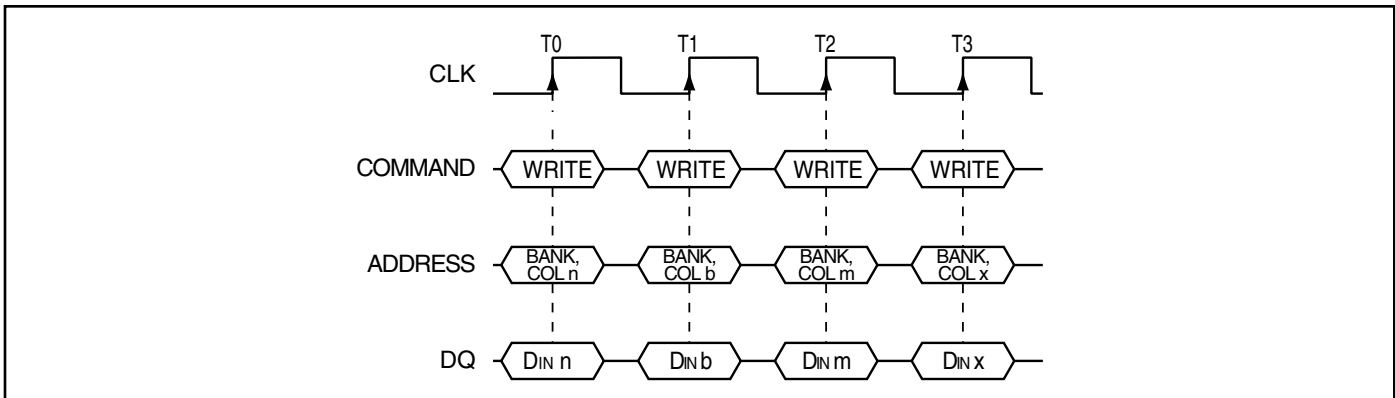 T0 T1 T2 T3
CLK
COMMAND WRITE WRITE WRITE WRITE
ADDRESS BANK, BANK, BANK, BANK,
COL n COL b COL m COL x
DQ DIN n DIN b DIN m DIN x